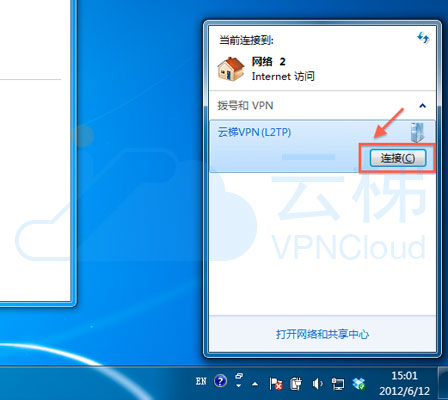 当前连接到:
网络 2
Internet 访问
拨号和 VPN
云梯VPN(L2TP)
连接(C)
云梯
VPNCloud
打开网络和共享中心
EN
15:01
2012/6/12